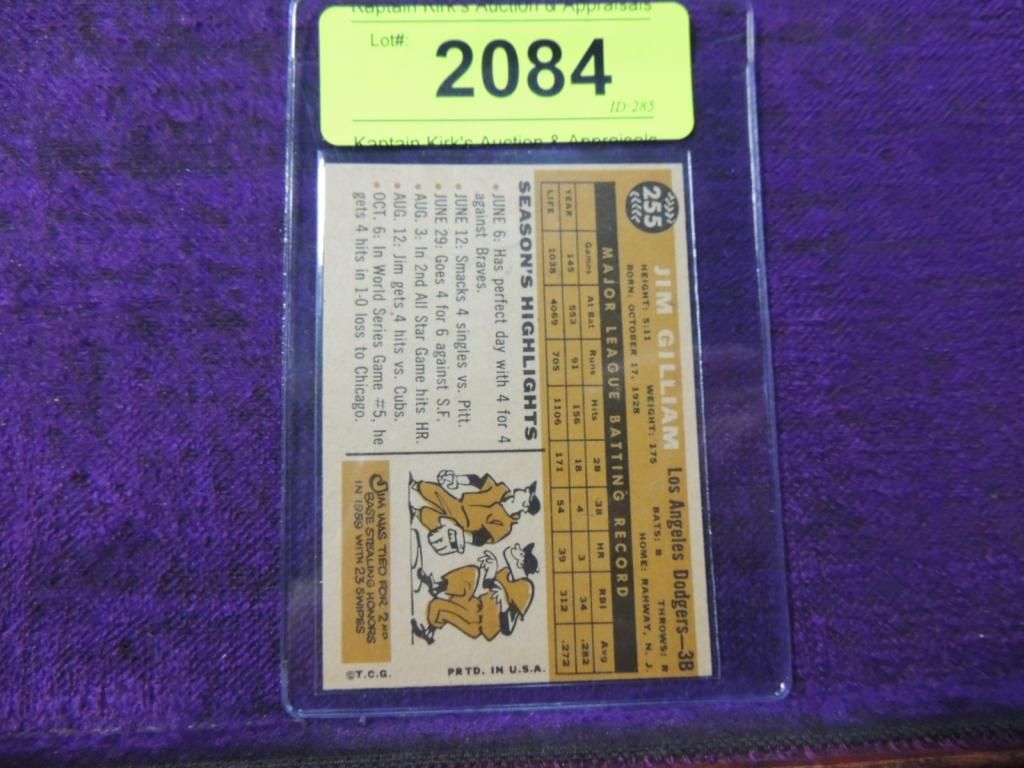 Kaptain Kirk's Auction & Appraisals
Lot#:
2084
ID:285
Kaptain Kirk's Auction & Appraisals
255
JIM GILLIAM Los Angeles Dodgers—3B
HEIGHT: 5:11 WEIGHT: 175 BATS: B THROWS: R
BORN: OCTOBER 17, 1928 HOME: RAHWAY, N. J.
MAJOR LEAGUE BATTING RECORD
Games At Bat Runs Hits 2B 3B HR RBI Avg
YEAR 145 553 91 156 18 4 3 34 .282
LIFE 1038 4069 705 1106 171 54 39 312 .272
SEASON'S HIGHLIGHTS
• JUNE 6: Has perfect day with 4 for 4
against Braves.
• JUNE 12: Smacks 4 singles vs. Pitt.
• JUNE 29: Goes 4 for 6 against S.F.
• AUG. 3: In 2nd All Star Game hits HR.
• AUG. 12: Jim gets 4 hits vs. Cubs.
• OCT. 6: In World Series Game #5, he
gets 4 hits in 1-0 loss to Chicago.
JIM WAS TIED FOR 2ND
BASE STEALING HONORS
IN 1959 WITH 23 SWIPES
©T.C.G. PRTD. IN U.S.A.